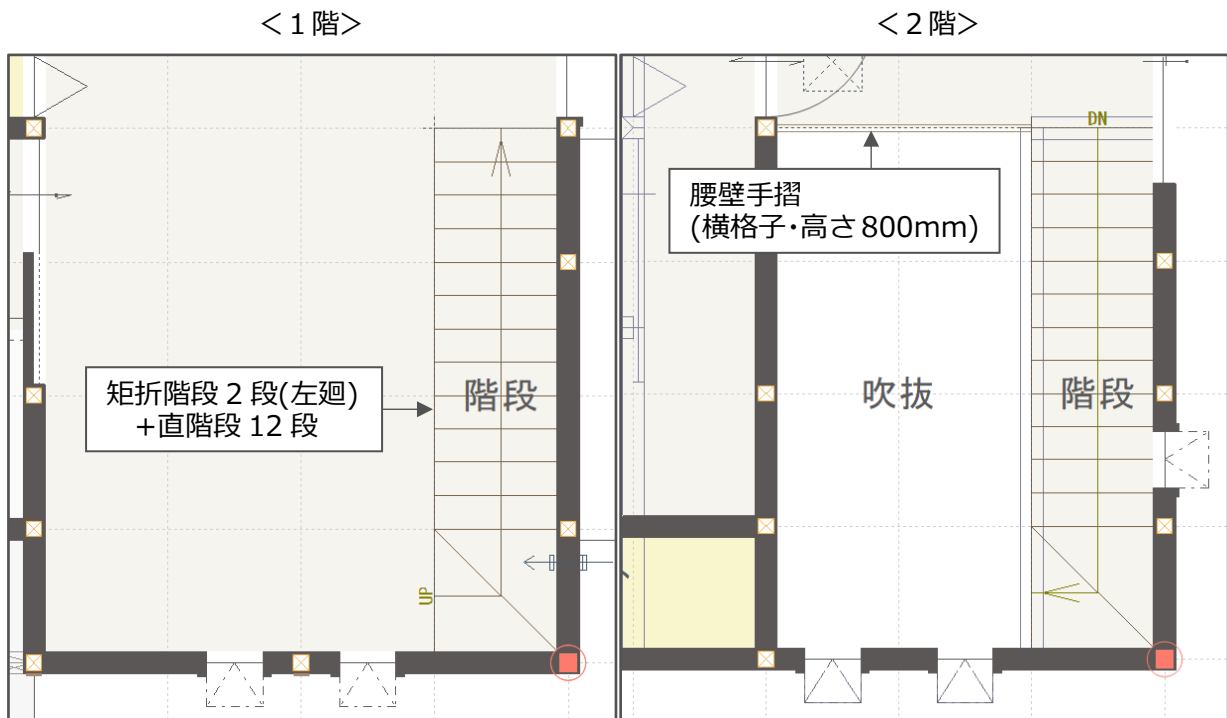 ＜１階＞
＜２階＞
DN
腰壁手摺
(横格子・高さ800mm)
矩折階段２段(左廻)
+直階段12段
階段
吹抜
階段
UP